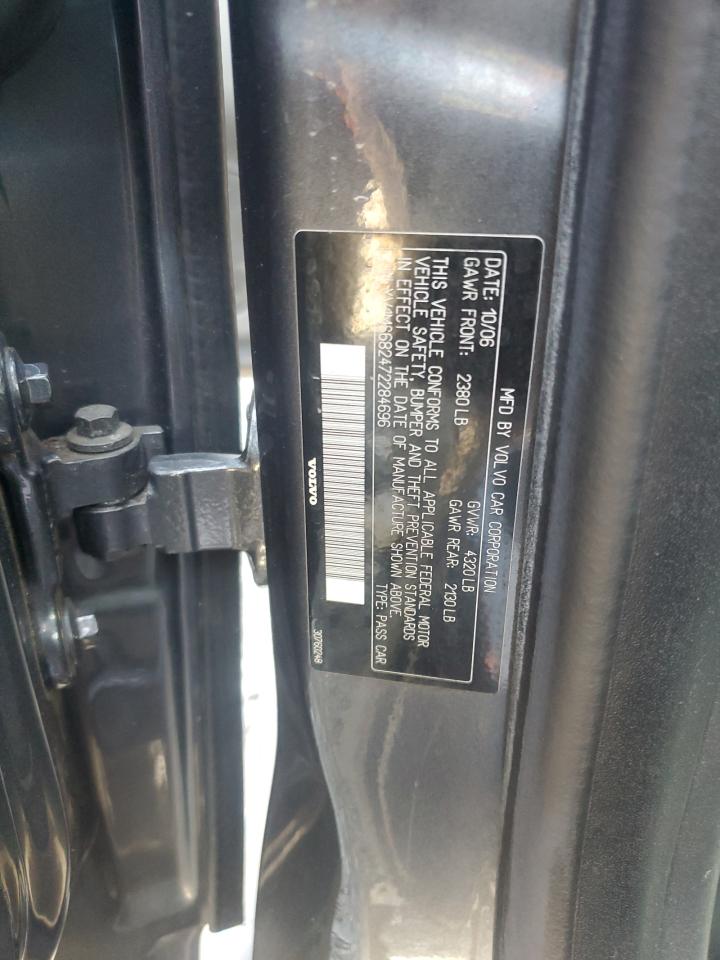 MFD BY VOLVO CAR CORPORATION
DATE: 10/06 GVWR: 4320 LB
GAWR FRONT: 2380 LB GAWR REAR: 2130 LB
THIS VEHICLE CONFORMS TO ALL APPLICABLE FEDERAL MOTOR
VEHICLE SAFETY, BUMPER AND THEFT PREVENTION STANDARDS
IN EFFECT ON THE DATE OF MANUFACTURE SHOWN ABOVE.
TYPE: PASS CAR
VOLVO
30760248